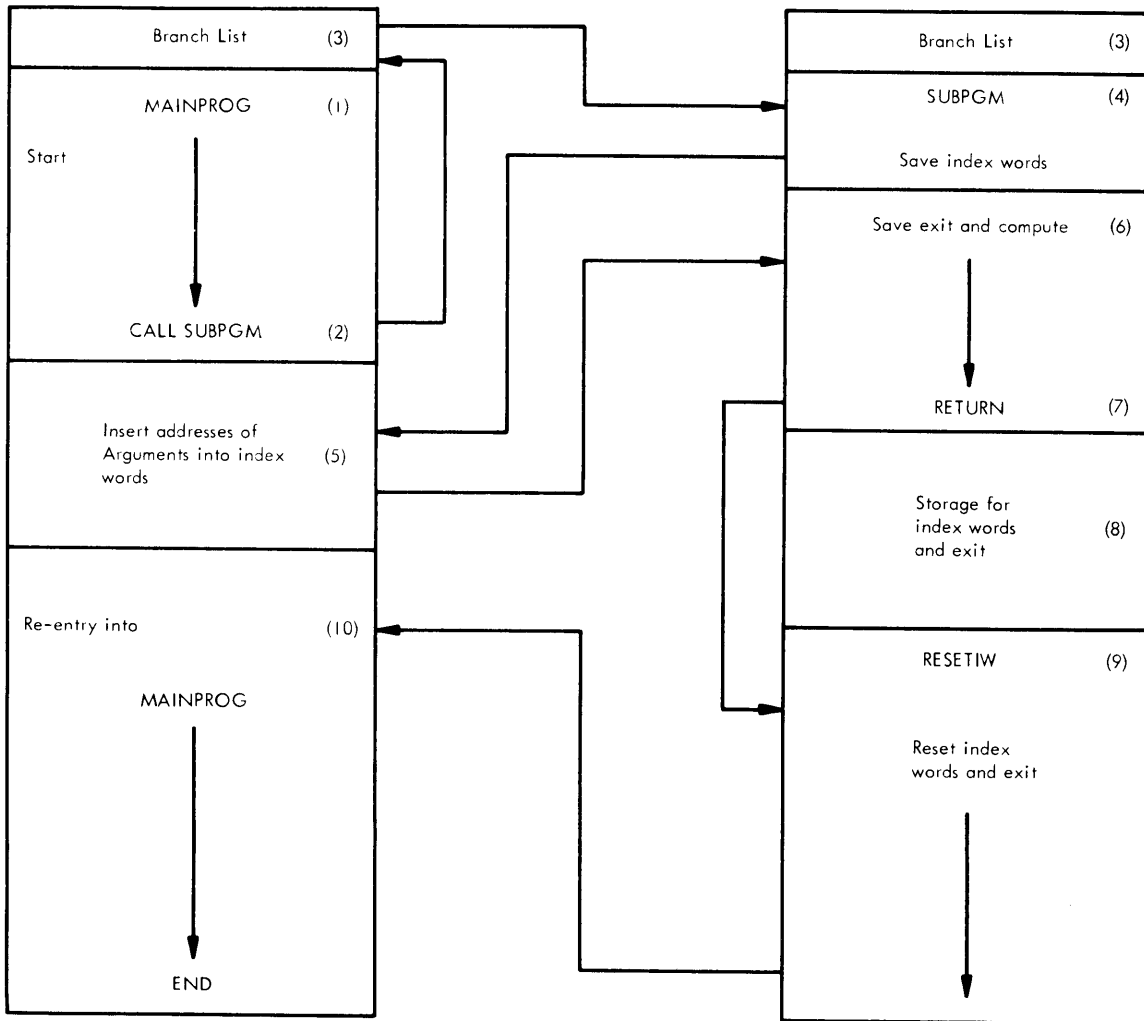 Branch List (3)
MAINPROG (1)
Start
CALL SUBPGM (2)
Insert addresses of
Arguments into index (5)
words
Re-entry into (10)
MAINPROG
END
Branch List (3)
SUBPGM (4)
Save index words
Save exit and compute (6)
RETURN (7)
Storage for
index words (8)
and exit
RESETIW (9)
Reset index
words and exit